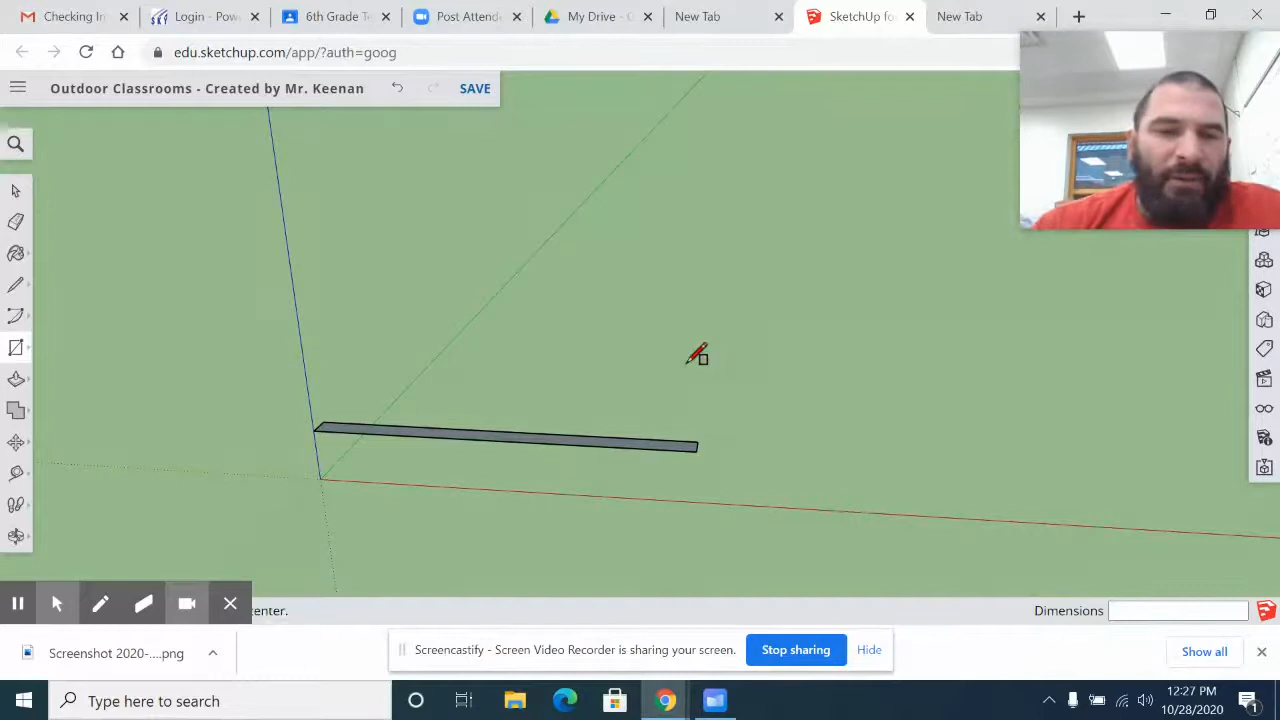 Checking
Login - Pow
6th Grade Te
Post Attend
My Drive - G
New Tab
SketchUp fo
New Tab
edu.sketchup.com/app/?auth=goog
Outdoor Classrooms - Created by Mr. Keenan
SAVE
enter.
Dimensions
Screenshot 2020-....png
Screencastify - Screen Video Recorder is sharing your screen.
Stop sharing
Hide
Show all
Type here to search
12:27 PM
10/28/2020
1